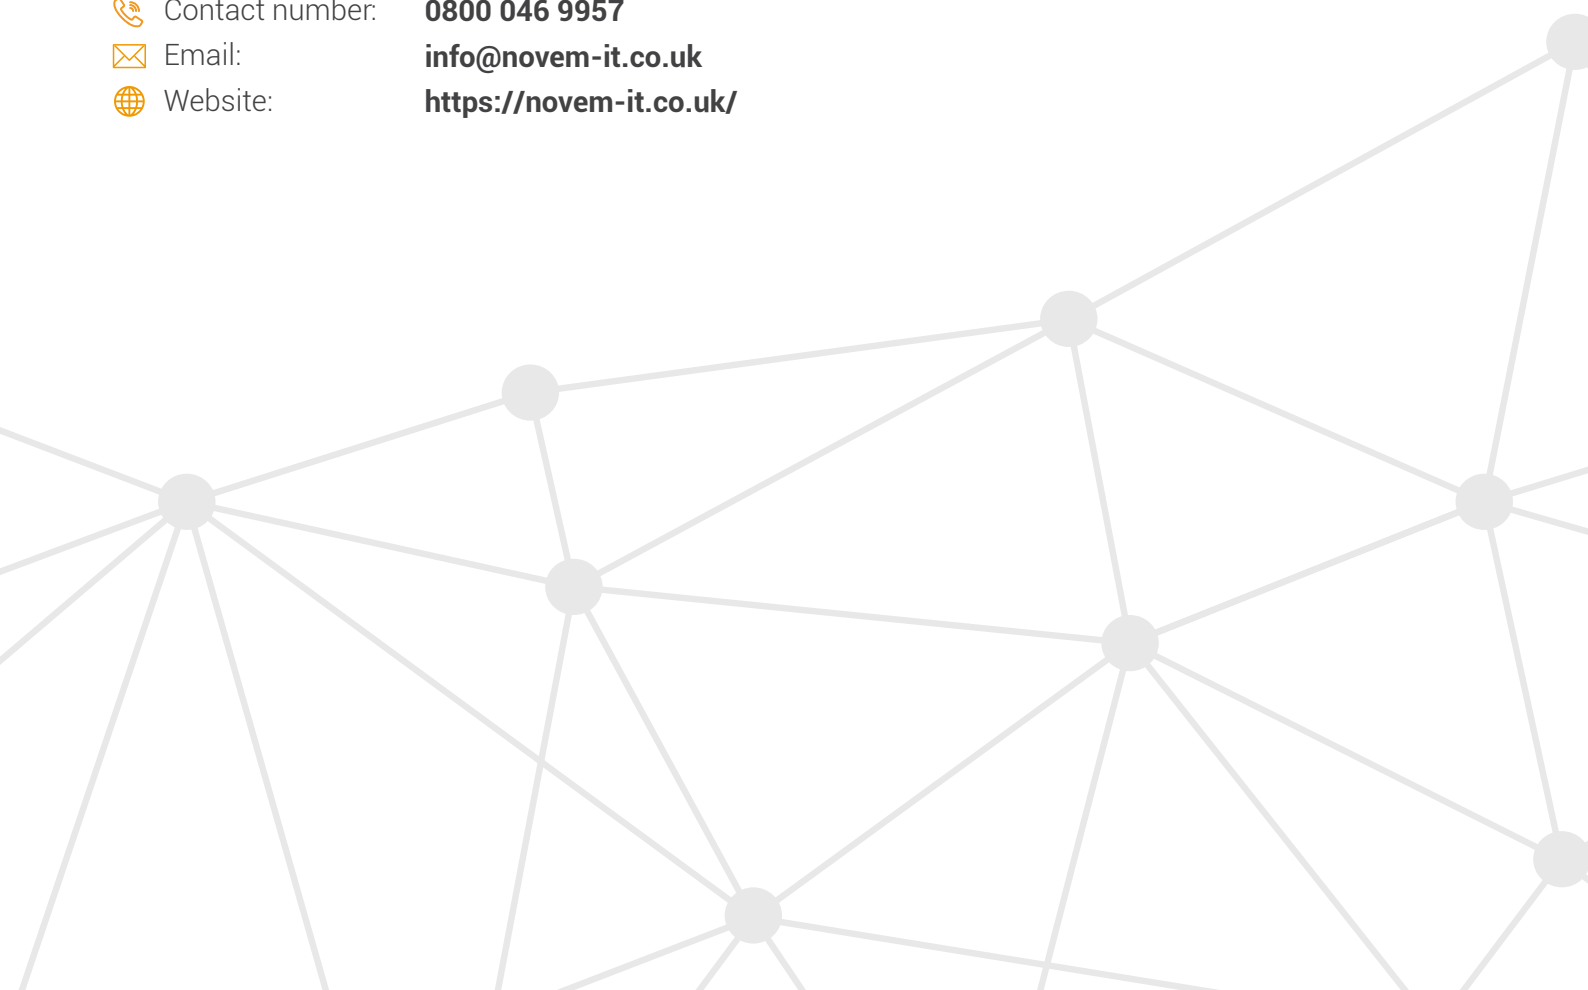 Contact number: 0800 046 9957
Email: info@novem-it.co.uk
Website: https://novem-it.co.uk/